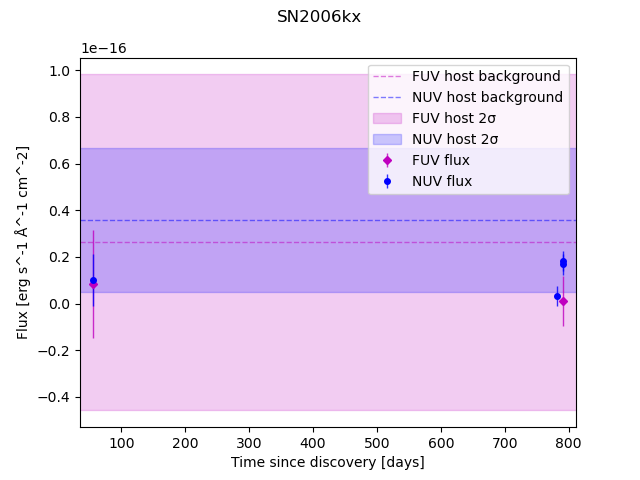 SN2006kx
1e−16
FUV host background
NUV host background
FUV host 2σ
NUV host 2σ
FUV flux
NUV flux
1.0
0.8
0.6
0.4
0.2
0.0
−0.2
−0.4
Flux [erg s^-1 Å^-1 cm^-2]
100 200 300 400 500 600 700 800
Time since discovery [days]